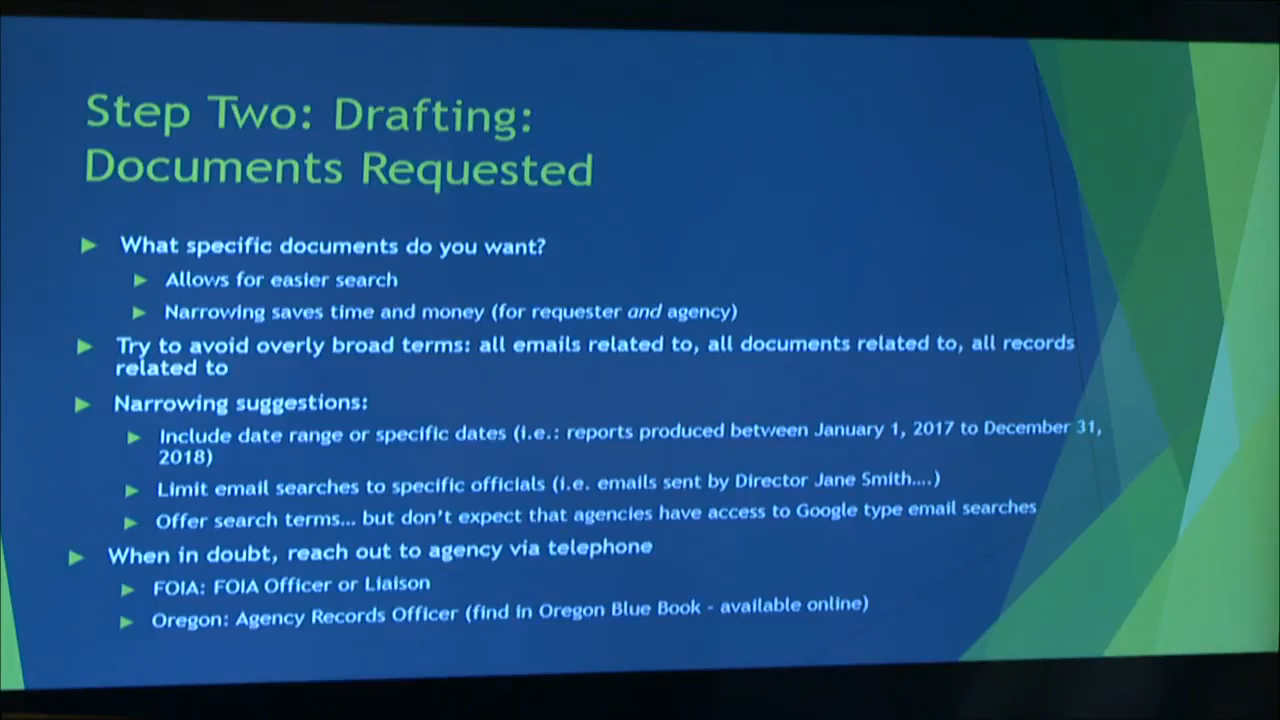 Step Two: Drafting:
Documents Requested
What specific documents do you want?
Allows for easier search
Narrowing saves time and money (for requester and agency)
Try to avoid overly broad terms: all emails related to, all documents related to, all records
related to
Narrowing suggestions:
Include date range or specific dates (i.e.: reports produced between January 1, 2017 to December 31,
2018)
Limit email searches to specific officials (i.e. emails sent by Director Jane Smith....)
Offer search terms... but don't expect that agencies have access to Google type email searches
When in doubt, reach out to agency via telephone
FOIA: FOIA Officer or Liaison
Oregon: Agency Records Officer (find in Oregon Blue Book - available online)